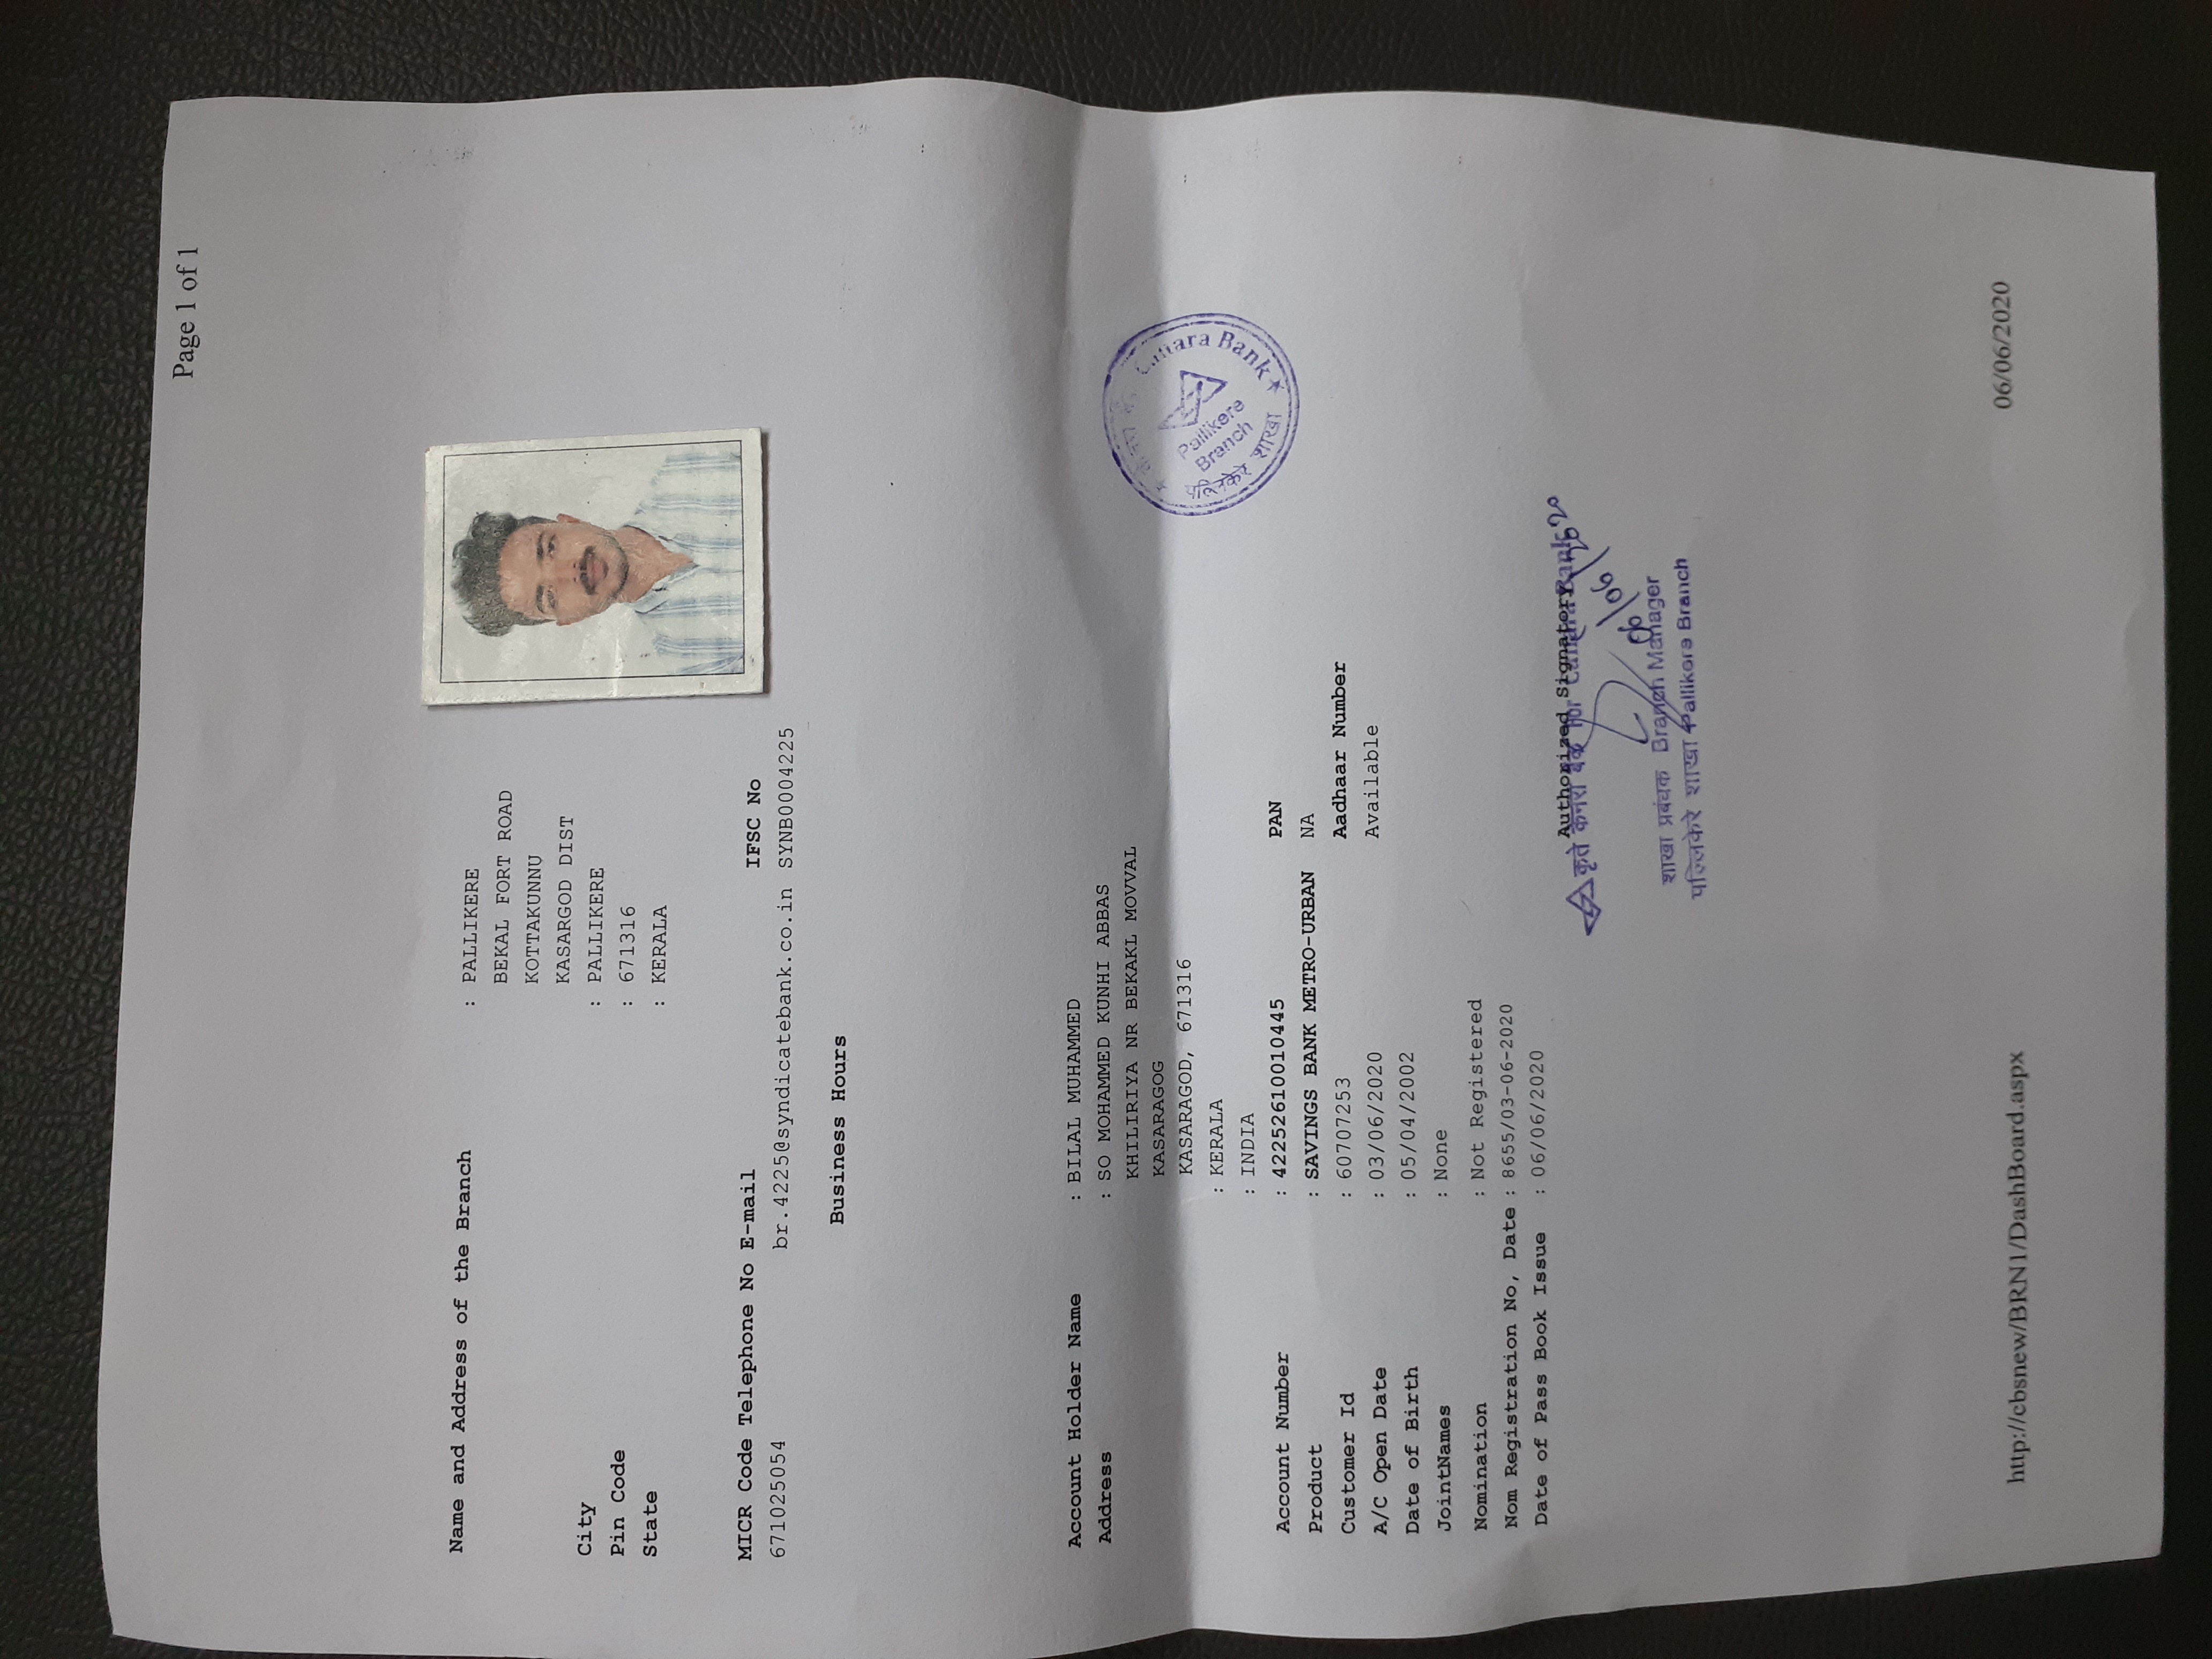 Page 1 of 1
Name and Address of the Branch : PALLIKERE
BEKAL FORT ROAD
KOTTAKUNNU
KASARGOD DIST
City : PALLIKERE
Pin Code : 671316
State : KERALA
MICR Code Telephone No E-mail IFSC No
671025054 br.4225@syndicatebank.co.in SYNB0004225
Business Hours
Account Holder Name : BILAL MUHAMMED
Address : SO MOHAMMED KUNHI ABBAS
KHILIRIYA NR BEKAKL MOVVAL
KASARAGOG
KASARAGOD, 671316
: KERALA
: INDIA
Account Number : 42252610010445 PAN
Product : SAVINGS BANK METRO-URBAN NA
Customer Id : 60707253 Aadhaar Number
A/C Open Date : 03/06/2020 Available
Date of Birth : 05/04/2002
JointNames : None
Nomination : Not Registered
Nom Registration No, Date : 8655/03-06-2020
Date of Pass Book Issue : 06/06/2020
Authorized Signatory
कृते केनरा बैंक For Canara Bank
06/06/2020
शाखा प्रबंधक Branch Manager
पल्लिकेरे शाखा Pallikere Branch
Canara Bank
Pallikere
Branch
शाखा
http://cbsnew/BRN1/DashBoard.aspx 06/06/2020